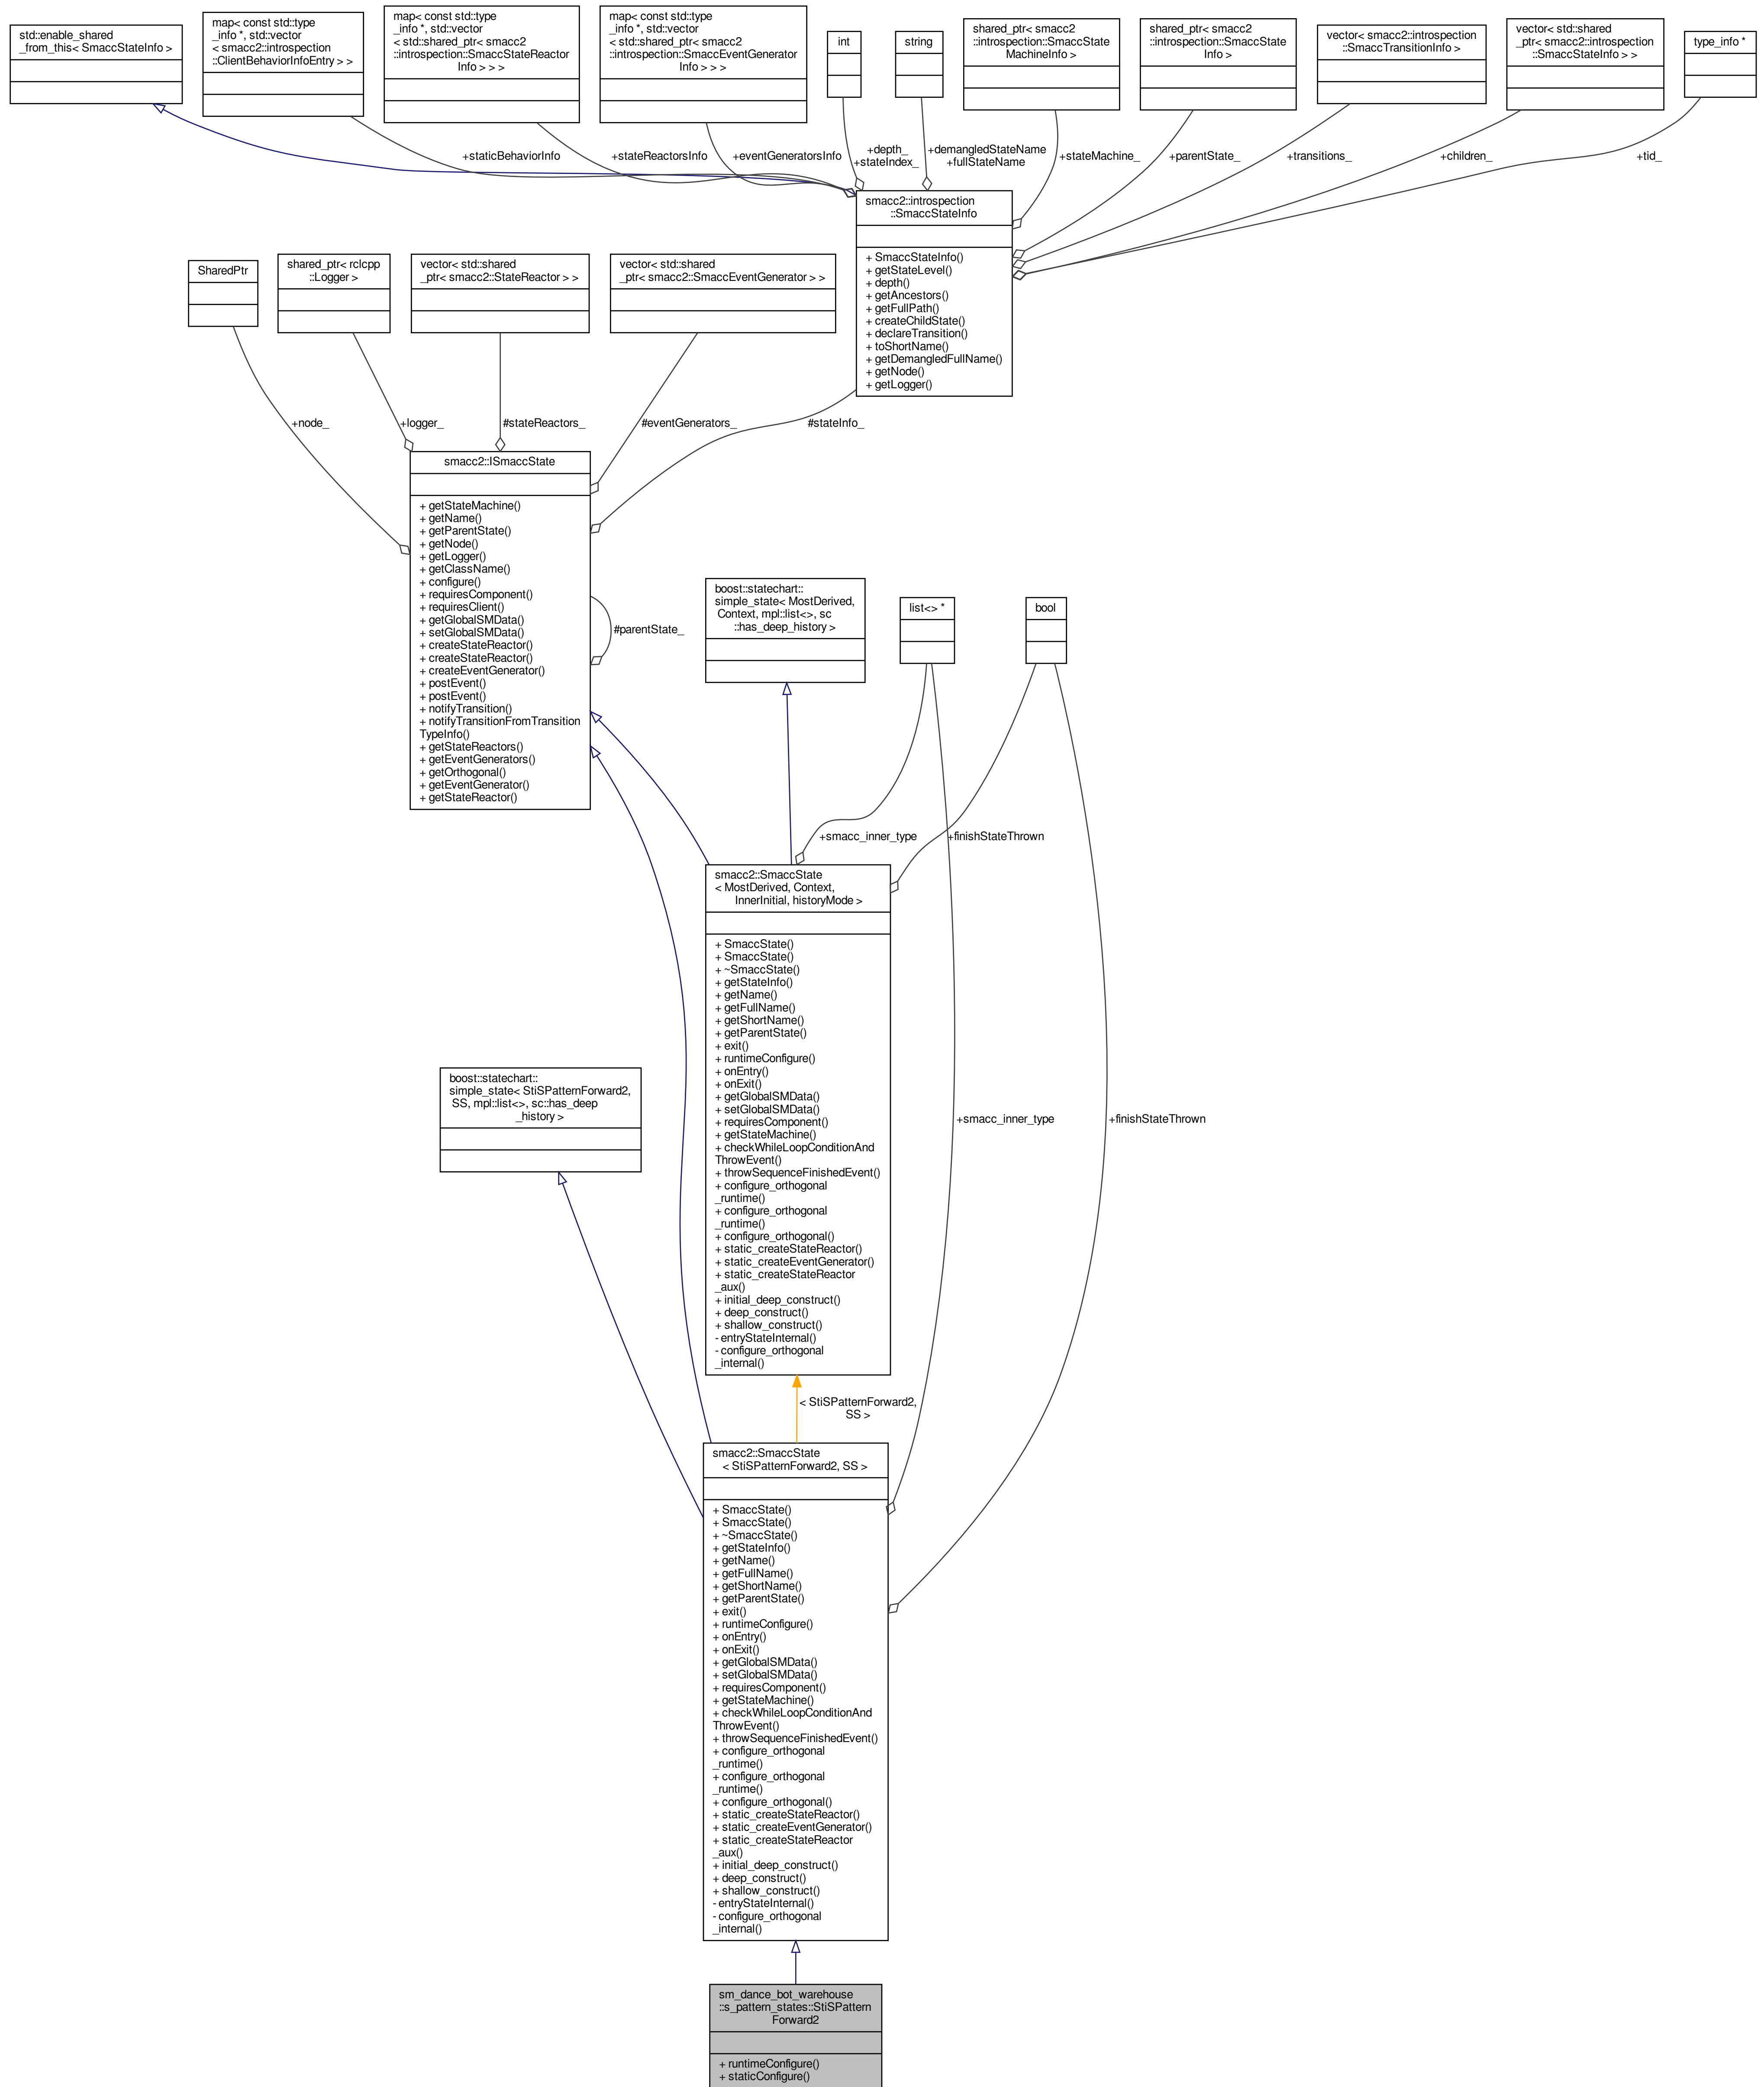 std::enable_shared
_from_this< SmaccStateInfo >
map< const std::type
_info *, std::vector
< smacc2::introspection
::ClientBehaviorInfoEntry > >
map< const std::type
_info *, std::vector
< std::shared_ptr< smacc2
::introspection::SmaccStateReactor
Info > > >
map< const std::type
_info *, std::vector
< std::shared_ptr< smacc2
::introspection::SmaccEventGenerator
Info > > >
int
string
shared_ptr< smacc2
::introspection::SmaccState
MachineInfo >
shared_ptr< smacc2
::introspection::SmaccState
Info >
vector< smacc2::introspection
::SmaccTransitionInfo >
vector< std::shared
_ptr< smacc2::introspection
::SmaccStateInfo > >
type_info *
+staticBehaviorInfo
+stateReactorsInfo
+eventGeneratorsInfo
+depth_
+stateIndex_
+demangledStateName
+fullStateName
+stateMachine_
+parentState_
+transitions_
+children_
+tid_
smacc2::introspection
::SmaccStateInfo
+ SmaccStateInfo()
+ getStateLevel()
+ depth()
+ getAncestors()
+ getFullPath()
+ createChildState()
+ declareTransition()
+ toShortName()
+ getDemangledFullName()
+ getNode()
+ getLogger()
SharedPtr
shared_ptr< rclcpp
::Logger >
vector< std::shared
_ptr< smacc2::StateReactor > >
vector< std::shared
_ptr< smacc2::SmaccEventGenerator > >
+node_
+logger_
#stateReactors_
#eventGenerators_
#stateInfo_
smacc2::ISmaccState
+ getStateMachine()
+ getName()
+ getParentState()
+ getNode()
+ getLogger()
+ getClassName()
+ configure()
+ requiresComponent()
+ requiresClient()
+ getGlobalSMData()
+ setGlobalSMData()
+ createStateReactor()
+ createStateReactor()
+ createEventGenerator()
+ postEvent()
+ postEvent()
+ notifyTransition()
+ notifyTransitionFromTransition
TypeInfo()
+ getStateReactors()
+ getEventGenerators()
+ getOrthogonal()
+ getEventGenerator()
+ getStateReactor()
#parentState_
boost::statechart::
simple_state< MostDerived,
Context, mpl::list<>, sc
::has_deep_history >
list<> *
bool
+smacc_inner_type
+finishStateThrown
smacc2::SmaccState
< MostDerived, Context,
InnerInitial, historyMode >
+ SmaccState()
+ SmaccState()
+ ~SmaccState()
+ getStateInfo()
+ getName()
+ getFullName()
+ getShortName()
+ getParentState()
+ exit()
+ runtimeConfigure()
+ onEntry()
+ onExit()
+ getGlobalSMData()
+ setGlobalSMData()
+ requiresComponent()
+ getStateMachine()
+ checkWhileLoopConditionAnd
ThrowEvent()
+ throwSequenceFinishedEvent()
+ configure_orthogonal
_runtime()
+ configure_orthogonal
_runtime()
+ configure_orthogonal()
+ static_createStateReactor()
+ static_createEventGenerator()
+ static_createStateReactor
_aux()
+ initial_deep_construct()
+ deep_construct()
+ shallow_construct()
- entryStateInternal()
- configure_orthogonal
_internal()
boost::statechart::
simple_state< StiSPatternForward2,
SS, mpl::list<>, sc::has_deep
_history >
+smacc_inner_type
+finishStateThrown
< StiSPatternForward2,
SS >
smacc2::SmaccState
< StiSPatternForward2, SS >
+ SmaccState()
+ SmaccState()
+ ~SmaccState()
+ getStateInfo()
+ getName()
+ getFullName()
+ getShortName()
+ getParentState()
+ exit()
+ runtimeConfigure()
+ onEntry()
+ onExit()
+ getGlobalSMData()
+ setGlobalSMData()
+ requiresComponent()
+ getStateMachine()
+ checkWhileLoopConditionAnd
ThrowEvent()
+ throwSequenceFinishedEvent()
+ configure_orthogonal
_runtime()
+ configure_orthogonal
_runtime()
+ configure_orthogonal()
+ static_createStateReactor()
+ static_createEventGenerator()
+ static_createStateReactor
_aux()
+ initial_deep_construct()
+ deep_construct()
+ shallow_construct()
- entryStateInternal()
- configure_orthogonal
_internal()
sm_dance_bot_warehouse
::s_pattern_states::StiSPattern
Forward2
+ runtimeConfigure()
+ staticConfigure()